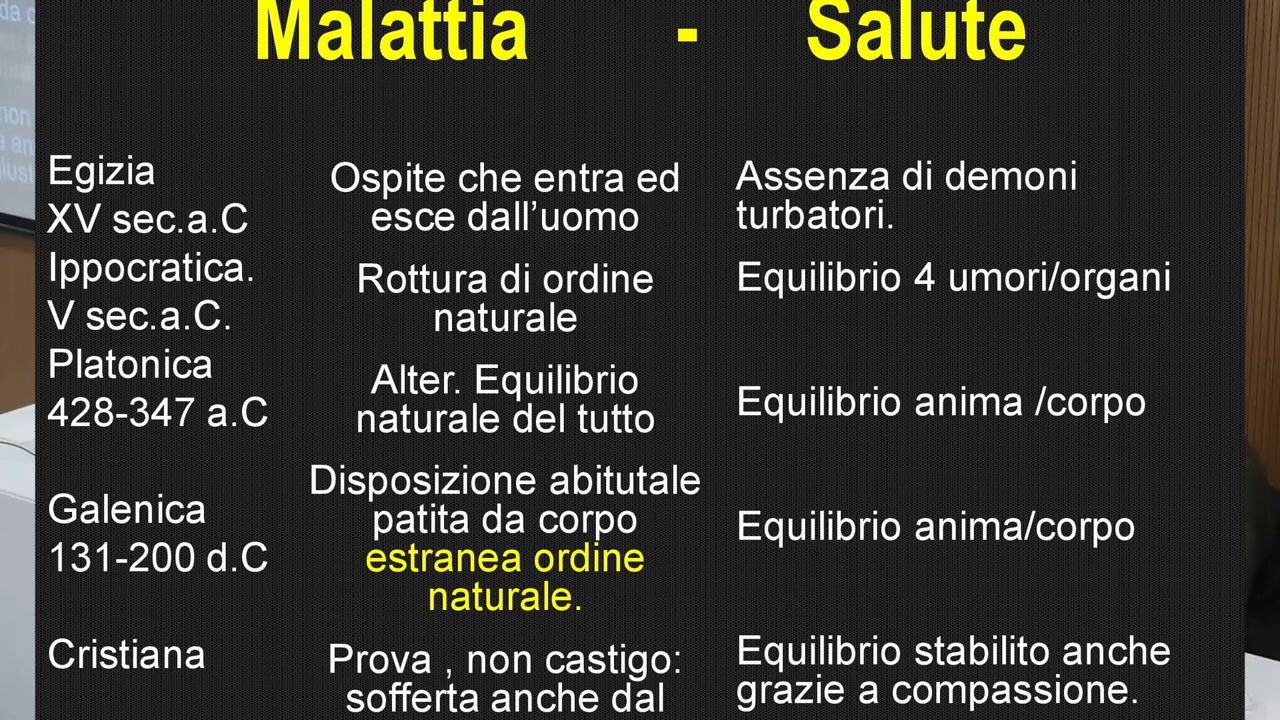 Malattia - Salute
Egizia
XV sec.a.C
Ospite che entra ed
esce dall’uomo
Assenza di demoni
turbatori.
Ippocratica.
V sec.a.C.
Rottura di ordine
naturale
Equilibrio 4 umori/organi
Platonica
428-347 a.C
Alter. Equilibrio
naturale del tutto
Equilibrio anima /corpo
Galenica
131-200 d.C
Disposizione abitutale
patita da corpo
estranea ordine
naturale.
Equilibrio anima/corpo
Cristiana
Prova , non castigo:
sofferta anche dal
Equilibrio stabilito anche
grazie a compassione.